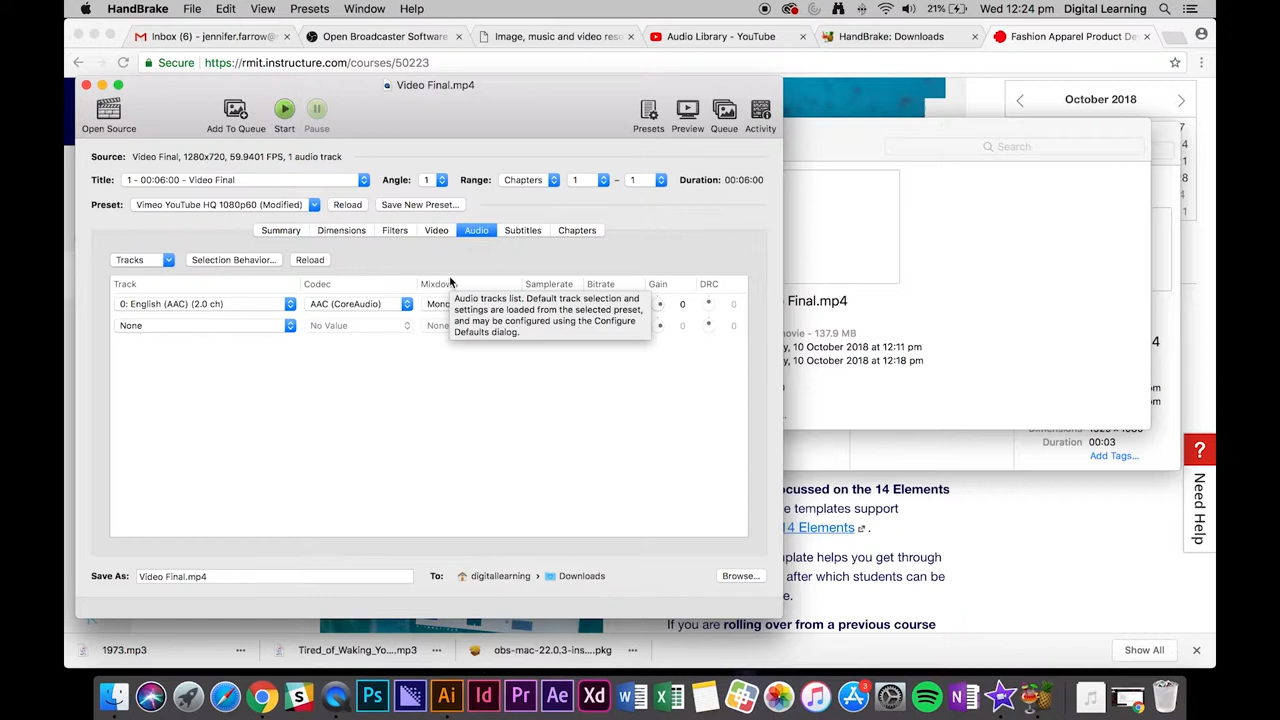 HandBrake File Edit View Presets Window Help 21% Wed 12:24 pm Digital Learning
Inbox (6) - jennifer.farrow@ Open Broadcaster Software Image, music and video reso Audio Library - YouTube HandBrake: Downloads Fashion Apparel Product De
Secure https://rmit.instructure.com/courses/50223
Video Final.mp4
October 2018
Open Source Add To Queue Start Pause Presets Preview Queue Activity
Search
Source: Video Final, 1280x720, 59.9401 FPS, 1 audio track
Title: 1 - 00:06:00 - Video Final Angle: 1 Range: Chapters 1 – 1 Duration: 00:06:00
Preset: Vimeo YouTube HQ 1080p60 (Modified) Reload Save New Preset...
Summary Dimensions Filters Video Audio Subtitles Chapters
Tracks Selection Behavior... Reload
Track Codec Mixdow Samplerate Bitrate Gain DRC
0: English (AAC) (2.0 ch) AAC (CoreAudio) Mono 0 0
None No Value None 0 0
Audio tracks list. Default track selection and
settings are loaded from the selected preset,
and may be configured using the Configure
Defaults dialog.
Final.mp4
movie - 137.9 MB
y, 10 October 2018 at 12:11 pm
y, 10 October 2018 at 12:18 pm
Duration 00:03
Add Tags...
Need Help
ocussed on the 14 Elements
e templates support
14 Elements .
plate helps you get through
after which students can be
e.
If you are rolling over from a previous course
Save As: Video Final.mp4 To: digitallearning › Downloads Browse...
1973.mp3 Tired_of_Waking_Yo....mp3 obs-mac-22.0.3-ins....pkg Show All
Ps Ai Id Pr Ae Xd